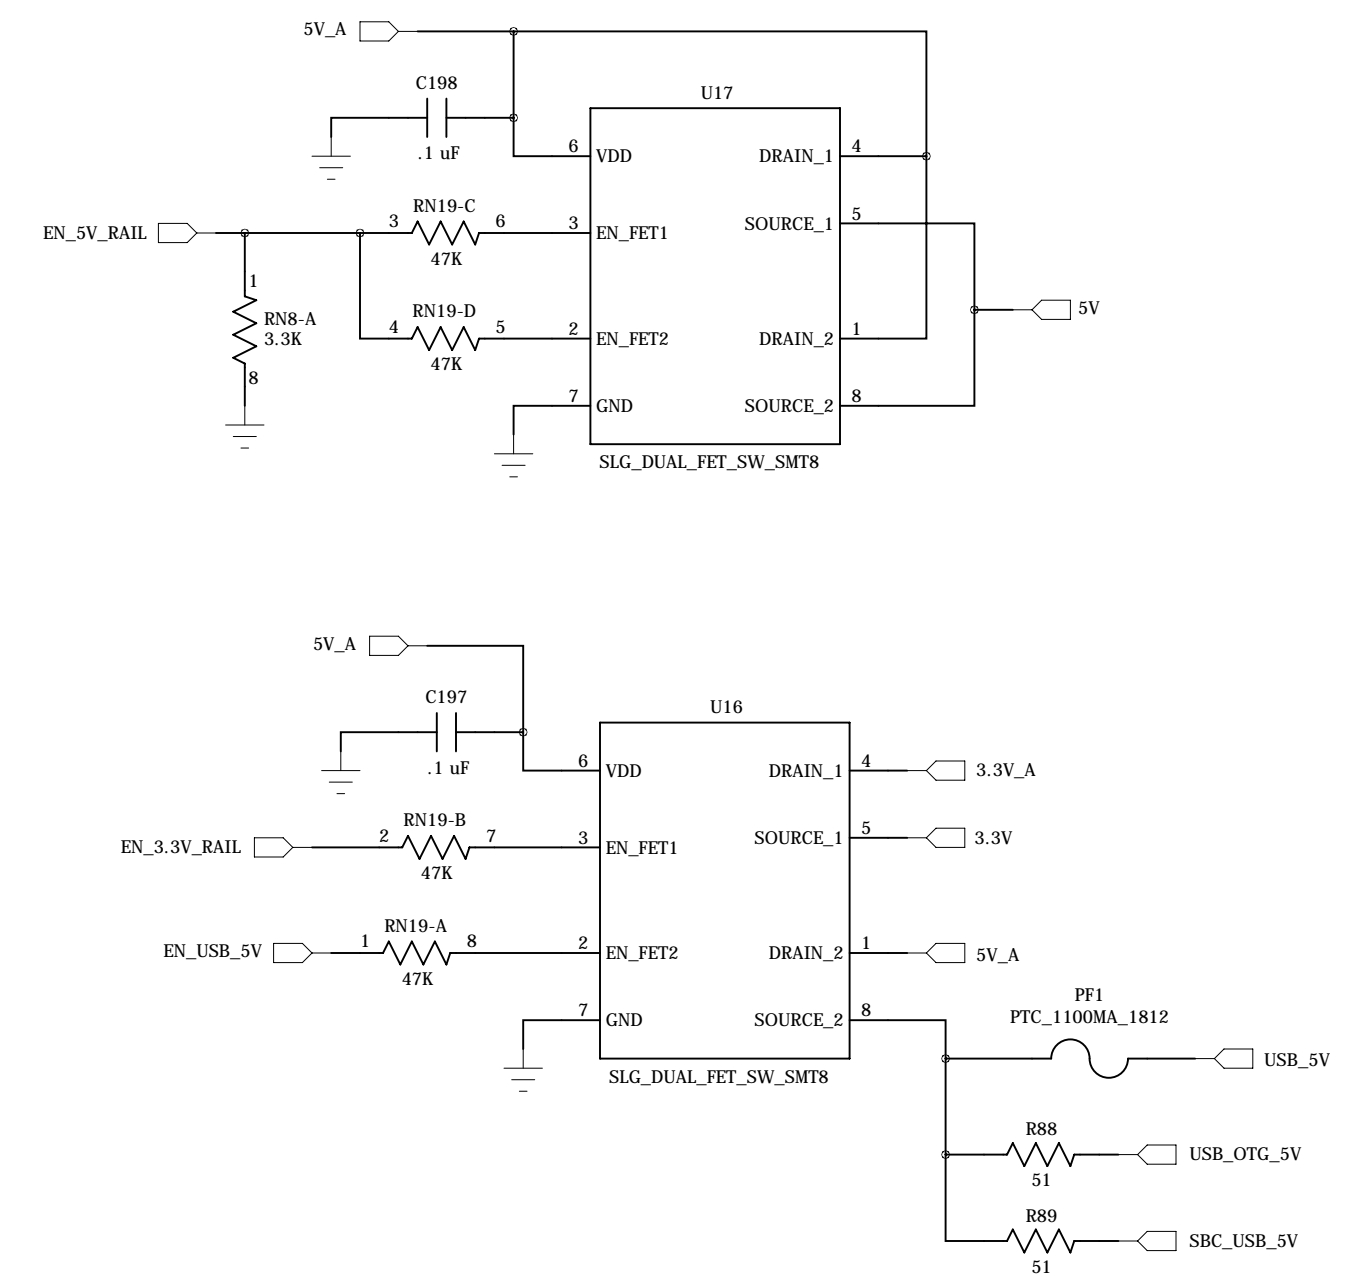 5V_A
C198
.1 uF
U17
6 VDD
DRAIN_1 4
EN_5V_RAIL
3 RN19-C 6
47K
3 EN_FET1
SOURCE_1 5
1
RN8-A
3.3K
8
4 RN19-D 5
47K
2 EN_FET2
DRAIN_2 1
5V
7 GND
SOURCE_2 8
SLG_DUAL_FET_SW_SMT8
5V_A
C197
.1 uF
U16
6 VDD
DRAIN_1 4
3.3V_A
EN_3.3V_RAIL
2 RN19-B 7
47K
3 EN_FET1
SOURCE_1 5
3.3V
EN_USB_5V
1 RN19-A 8
47K
2 EN_FET2
DRAIN_2 1
5V_A
7 GND
SOURCE_2 8
SLG_DUAL_FET_SW_SMT8
PF1
PTC_1100MA_1812
USB_5V
R88
51
USB_OTG_5V
R89
51
SBC_USB_5V